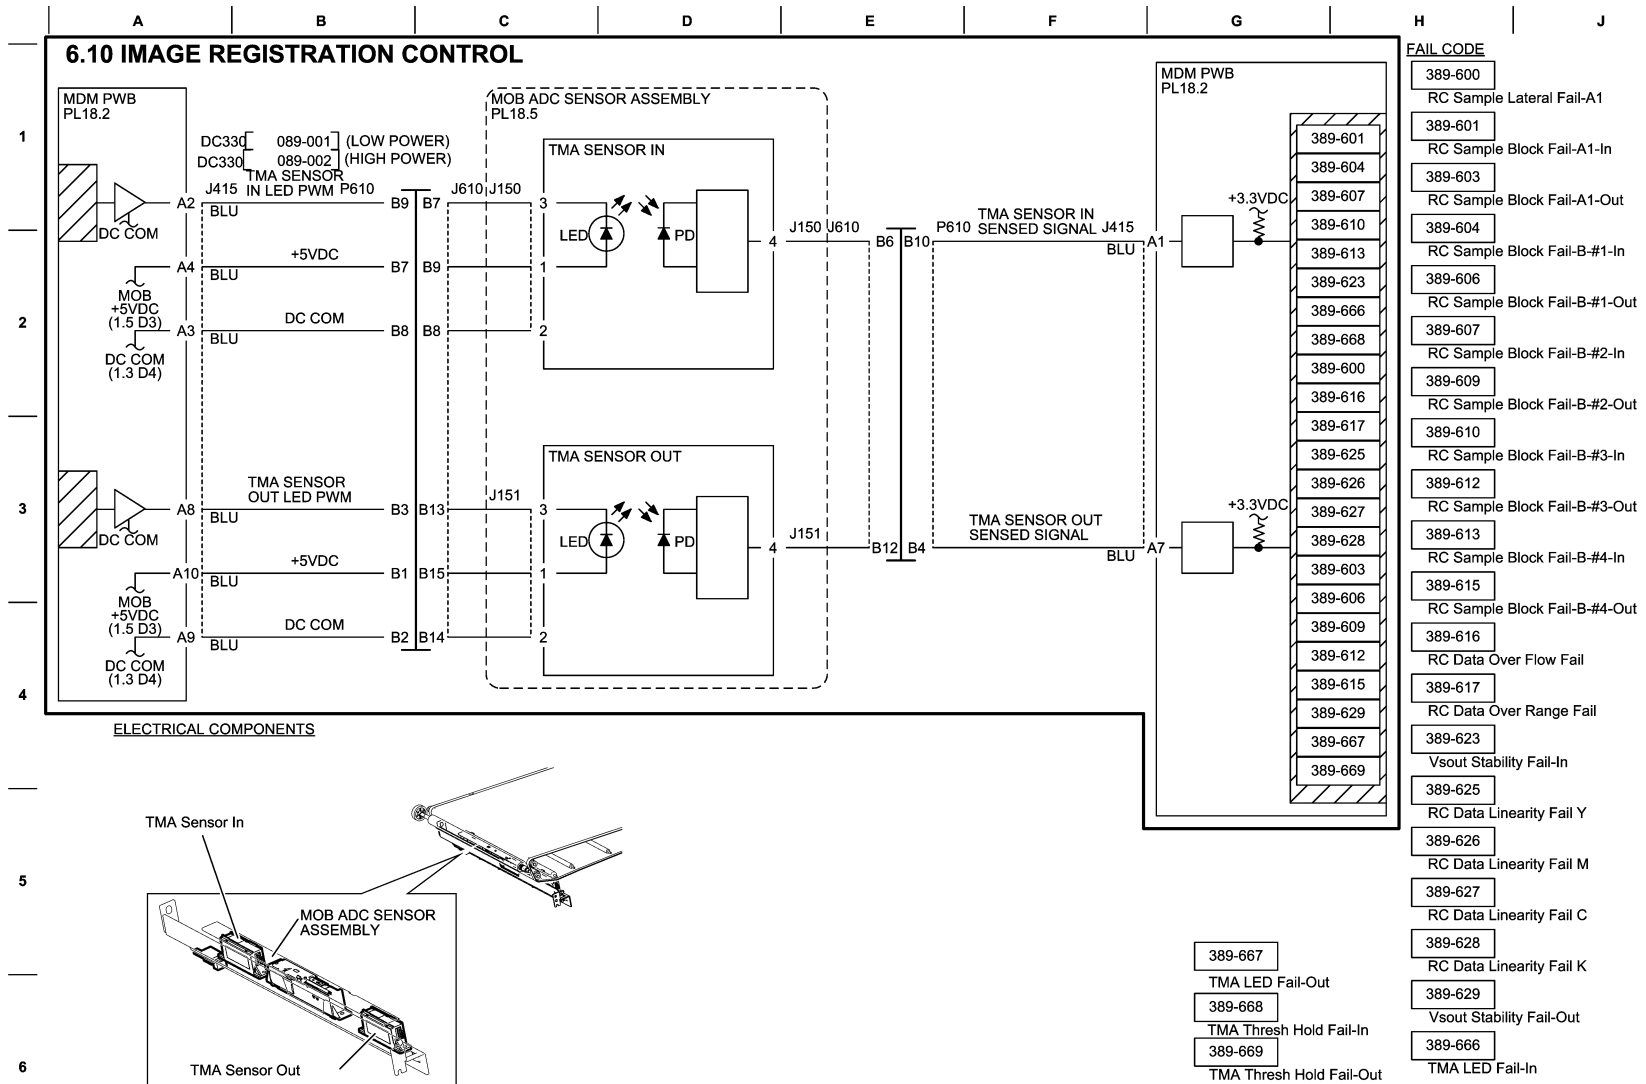 A B C D E F G H J
6.10 IMAGE REGISTRATION CONTROL
MDM PWB
PL18.2
DC330 089-001 (LOW POWER)
DC330 089-002 (HIGH POWER)
TMA SENSOR
IN LED PWM
J415
P610
J610 J150
MOB ADC SENSOR ASSEMBLY
PL18.5
TMA SENSOR IN
1
A2
BLU
B9 B7
3
DC COM
LED
PD
4
J150 J610
B6 B10
P610
TMA SENSOR IN
SENSED SIGNAL
J415
BLU
A1
+3.3VDC
A4
BLU
+5VDC
B7 B9
1
MOB
+5VDC
(1.5 D3)
2
A3
BLU
DC COM
B8 B8
2
DC COM
(1.3 D4)
TMA SENSOR
OUT LED PWM
J151
TMA SENSOR OUT
3
A8
BLU
B3 B13
3
DC COM
LED
PD
4
J151
B12 B4
TMA SENSOR OUT
SENSED SIGNAL
BLU
A7
+3.3VDC
A10
BLU
+5VDC
B1 B15
1
MOB
+5VDC
(1.5 D3)
A9
BLU
DC COM
B2 B14
2
DC COM
(1.3 D4)
4
MDM PWB
PL18.2
389-601
389-604
389-607
389-610
389-613
389-623
389-666
389-668
389-600
389-616
389-617
389-625
389-626
389-627
389-628
389-603
389-606
389-609
389-612
389-615
389-629
389-667
389-669
FAIL CODE
389-600
RC Sample Lateral Fail-A1
389-601
RC Sample Block Fail-A1-In
389-603
RC Sample Block Fail-A1-Out
389-604
RC Sample Block Fail-B-#1-In
389-606
RC Sample Block Fail-B-#1-Out
389-607
RC Sample Block Fail-B-#2-In
389-609
RC Sample Block Fail-B-#2-Out
389-610
RC Sample Block Fail-B-#3-In
389-612
RC Sample Block Fail-B-#3-Out
389-613
RC Sample Block Fail-B-#4-In
389-615
RC Sample Block Fail-B-#4-Out
389-616
RC Data Over Flow Fail
389-617
RC Data Over Range Fail
389-623
Vsout Stability Fail-In
389-625
RC Data Linearity Fail Y
389-626
RC Data Linearity Fail M
389-627
RC Data Linearity Fail C
389-628
RC Data Linearity Fail K
389-629
Vsout Stability Fail-Out
389-666
TMA LED Fail-In
389-667
TMA LED Fail-Out
389-668
TMA Thresh Hold Fail-In
389-669
TMA Thresh Hold Fail-Out
ELECTRICAL COMPONENTS
TMA Sensor In
5
MOB ADC SENSOR
ASSEMBLY
TMA Sensor Out
6